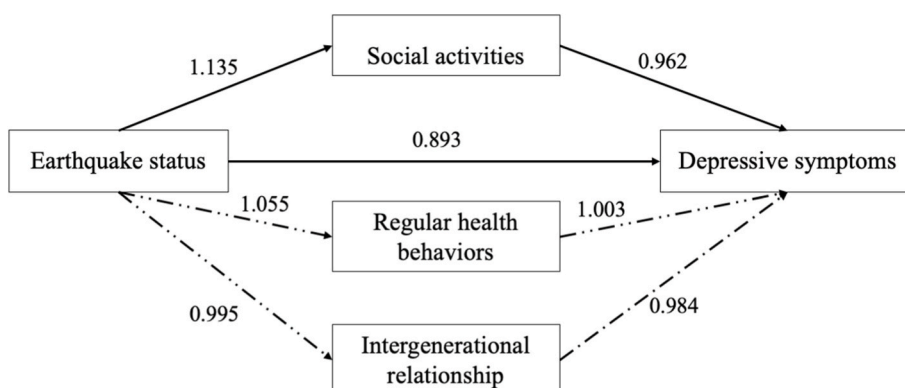 Social activities
1.135
0.962
Earthquake status
0.893
Depressive symptoms
1.055
Regular health
behaviors
1.003
0.995
0.984
Intergenerational
relationship